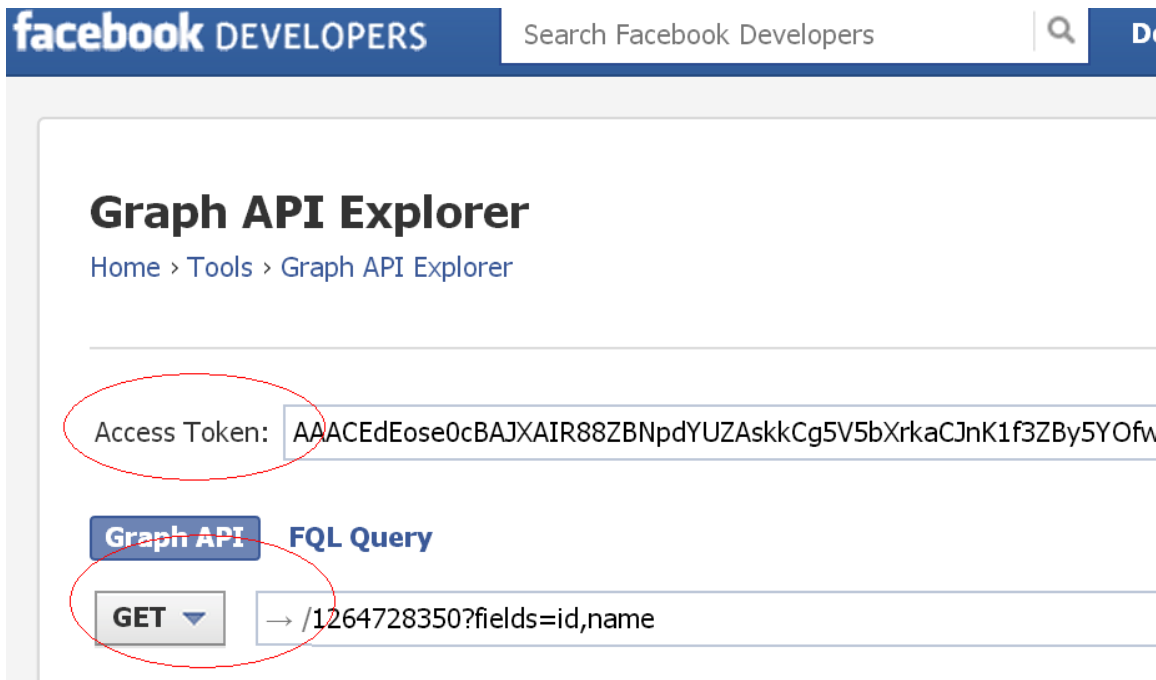 facebook DEVELOPERS Search Facebook Developers
Graph API Explorer
Home › Tools › Graph API Explorer
Access Token: AAACEdEose0cBAJXAIR88ZBNpdYUZAskkCg5V5bXrkaCJnK1f3ZBy5YOfw
Graph API FQL Query
GET → /1264728350?fields=id,name